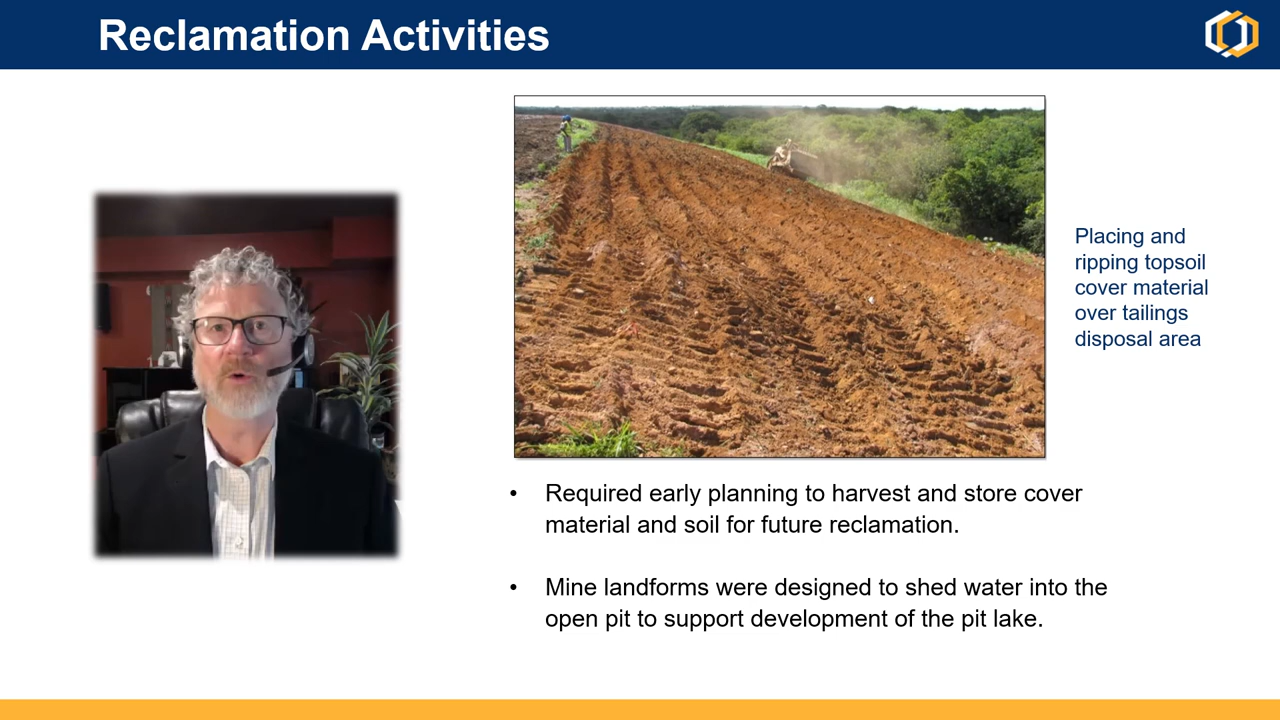 Reclamation Activities
Placing and
ripping topsoil
cover material
over tailings
disposal area
• Required early planning to harvest and store cover
material and soil for future reclamation.
• Mine landforms were designed to shed water into the
open pit to support development of the pit lake.